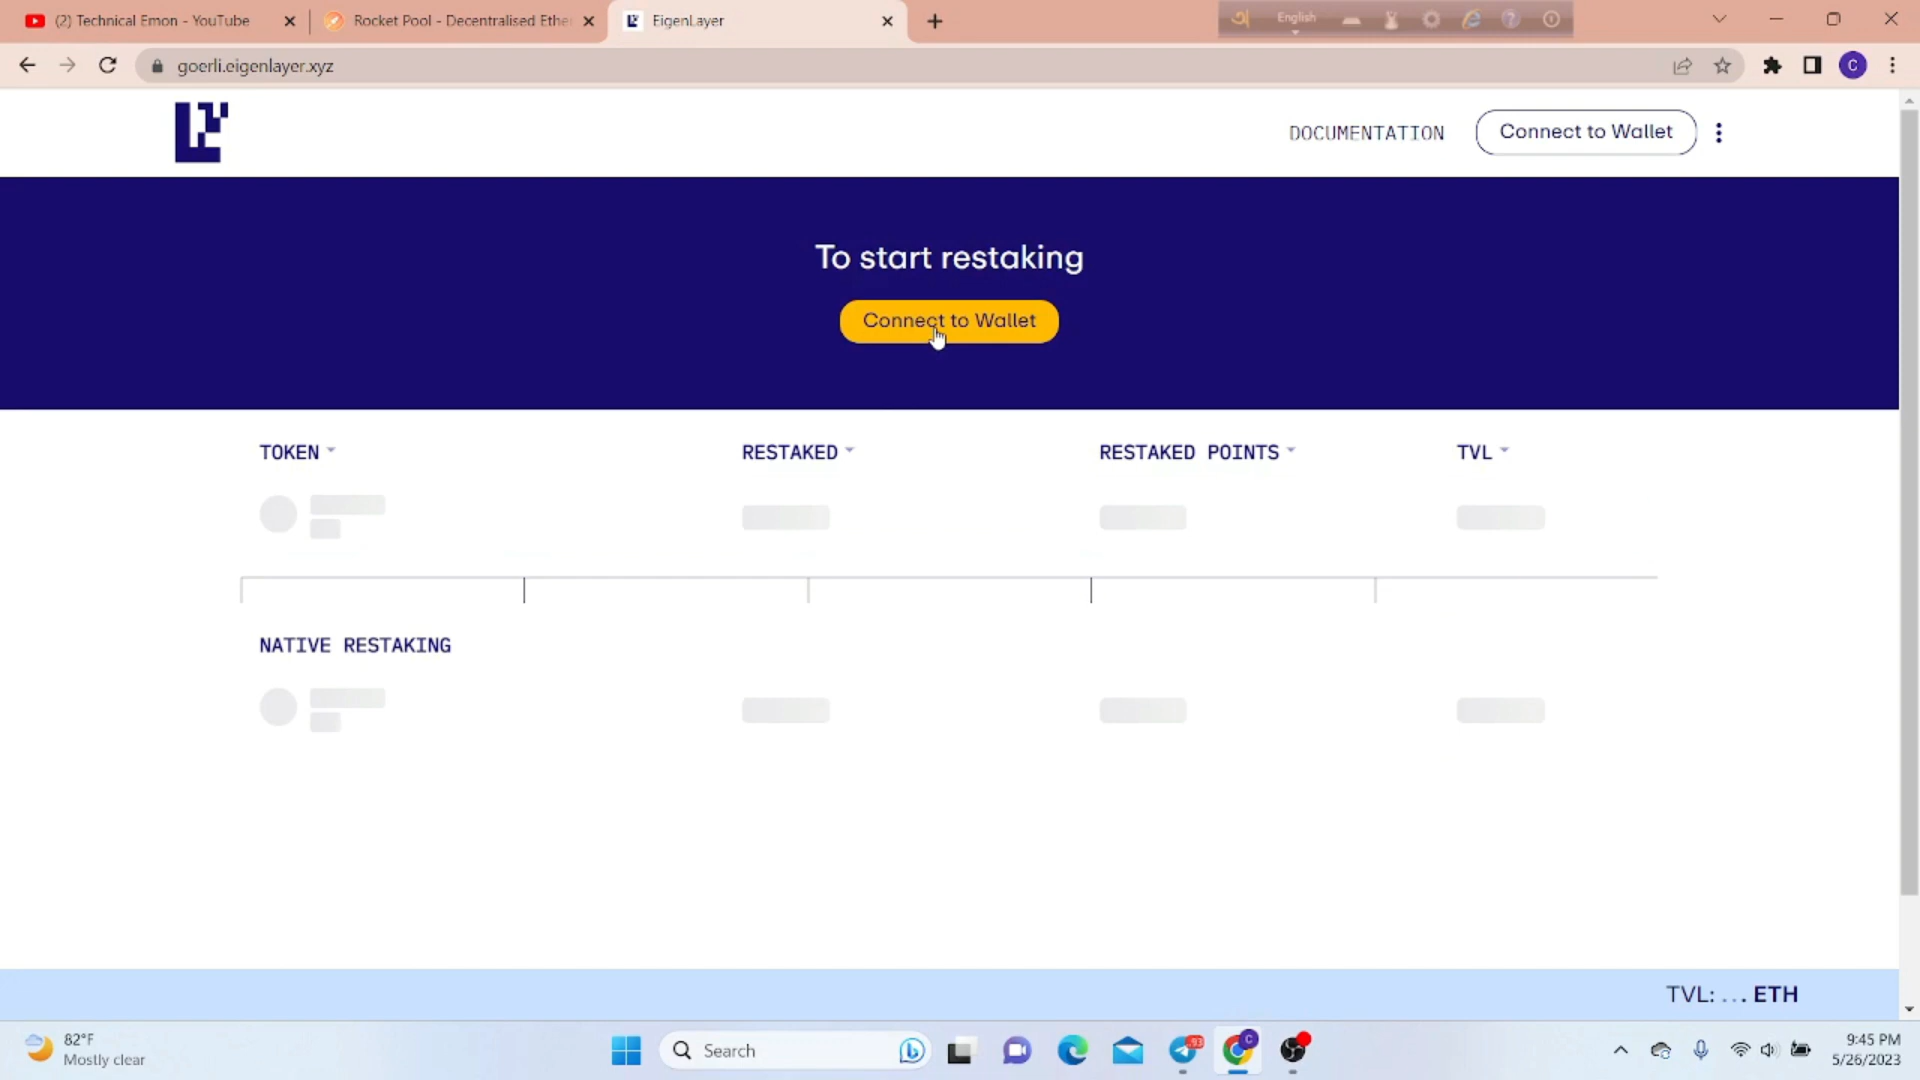 (2) Technical Emon - YouTube
Rocket Pool - Decentralised Ethe
EigenLayer
English
goerli.eigenlayer.xyz
C
DOCUMENTATION
Connect to Wallet
To start restaking
Connect to Wallet
TOKEN
RESTAKED
RESTAKED POINTS
TVL
NATIVE RESTAKING
TVL: ... ETH
82°F
Mostly clear
Search
93
C
9:45 PM
5/26/2023